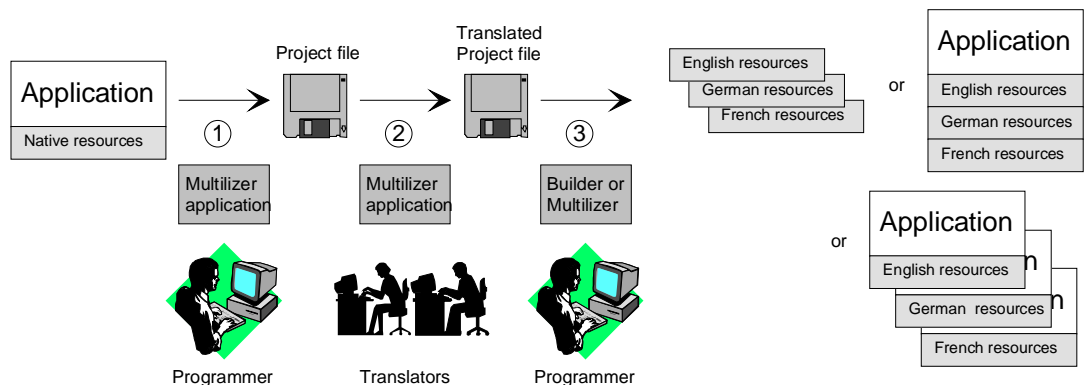 Application
Native resources
1
Multilizer
application
Programmer
Project file
2
Multilizer
application
Translators
Translated
Project file
3
Builder or
Multilizer
Programmer
English resources
German resources
French resources
or
Application
English resources
German resources
French resources
or
Application
English resources
n
German resources
n
French resources